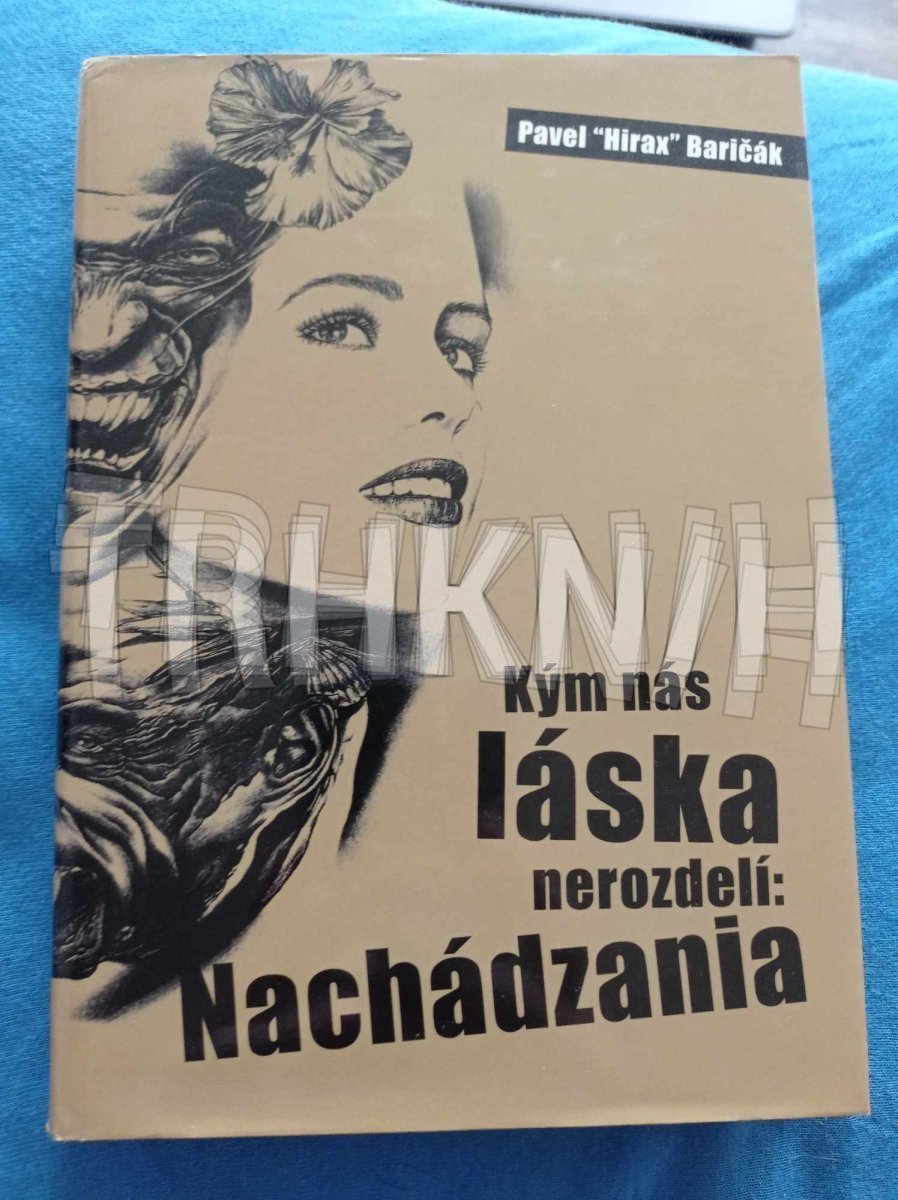 Pavel “Hirax” Baričák
TRHKNIH
Kým nás
láska
nerozdelí:
Nachádzania